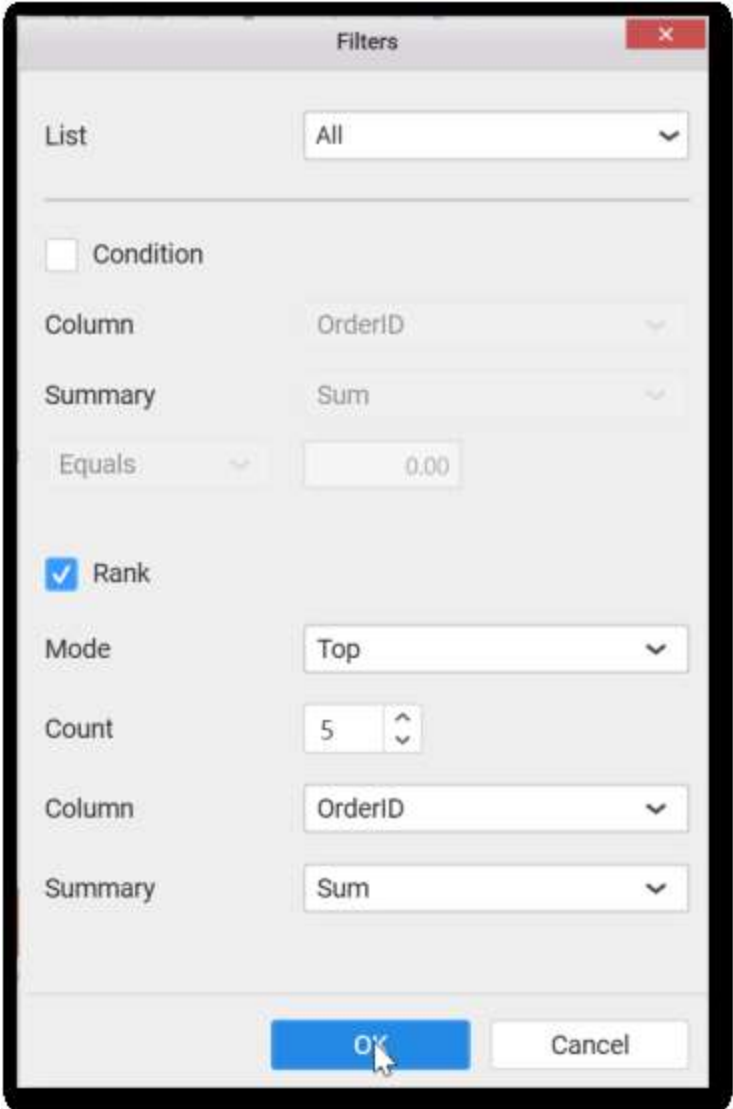 Filters
List All
Condition
Column OrderID
Summary Sum
Equals 0.00
Rank
Mode Top
Count 5
Column OrderID
Summary Sum
OK Cancel